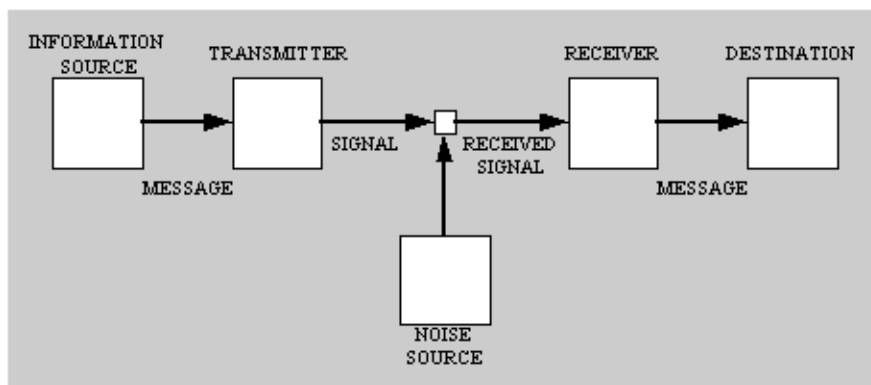 INFORMATION
SOURCE
TRANSMITTER
RECEIVER
DESTINATION
SIGNAL
RECEIVED
SIGNAL
MESSAGE
MESSAGE
NOISE
SOURCE